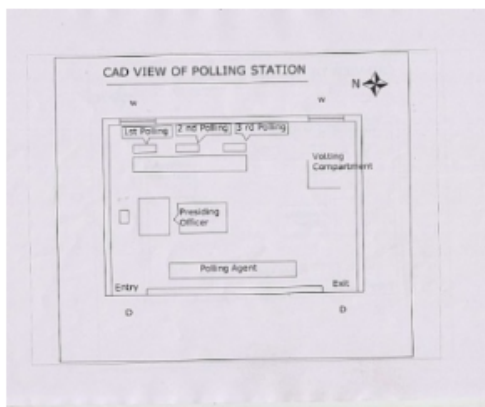 CAD VIEW OF POLLING STATION
N
W W
1st Polling 2 nd Polling 3 rd Polling
Voiting
Compartment
Presiding
Officer
Polling Agent
Entry Exit
D D